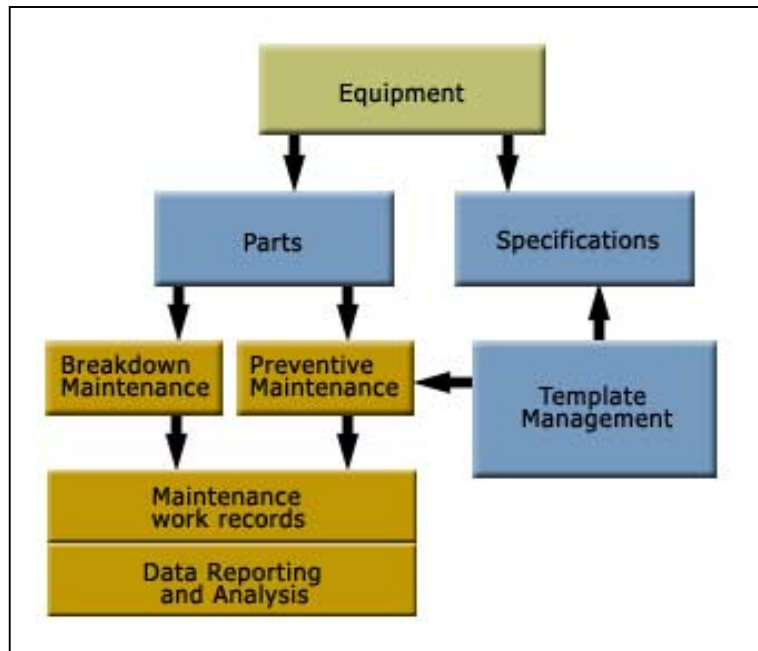 Equipment
Parts
Specifications
Breakdown
Maintenance
Preventive
Maintenance
Template
Management
Maintenance
work records
Data Reporting
and Analysis